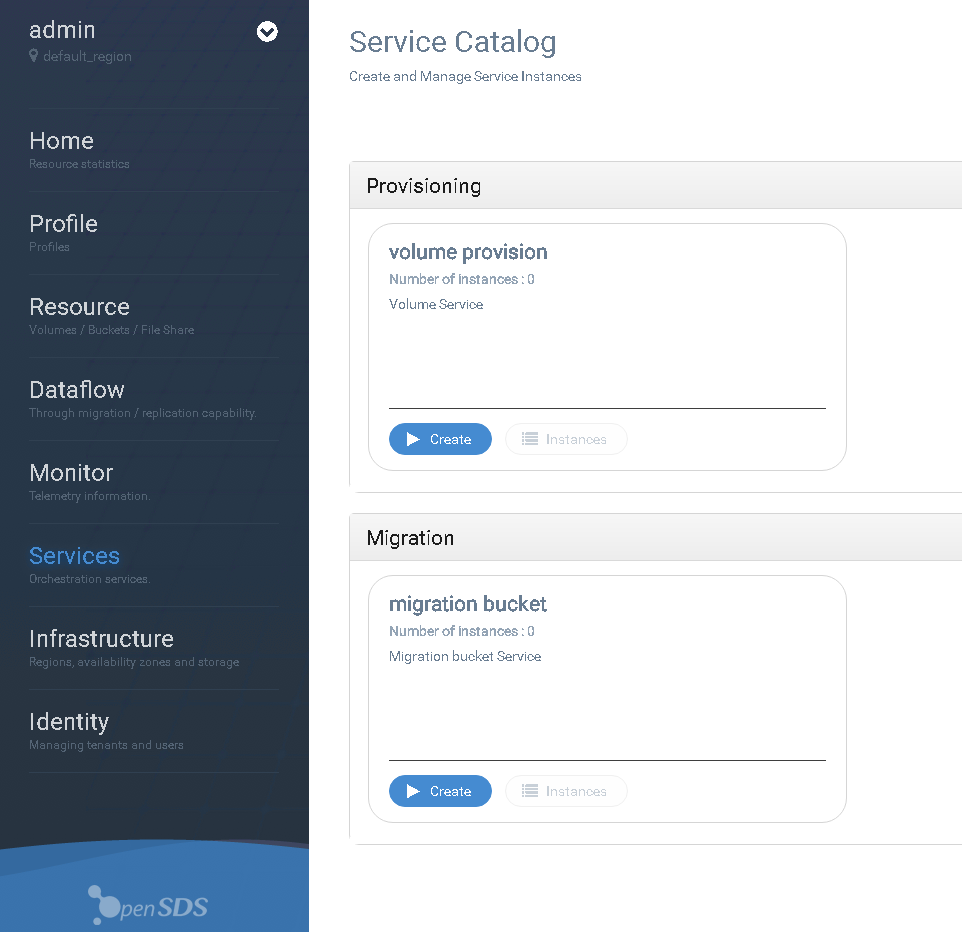 admin
default_region
Home
Resource statistics
Profile
Profiles
Resource
Volumes / Buckets / File Share
Dataflow
Through migration / replication capability.
Monitor
Telemetry information.
Services
Orchestration services.
Infrastructure
Regions, availability zones and storage
Identity
Managing tenants and users
OpenSDS
Service Catalog
Create and Manage Service Instances
Provisioning
volume provision
Number of instances : 0
Volume Service
Create
Instances
Migration
migration bucket
Number of instances : 0
Migration bucket Service
Create
Instances